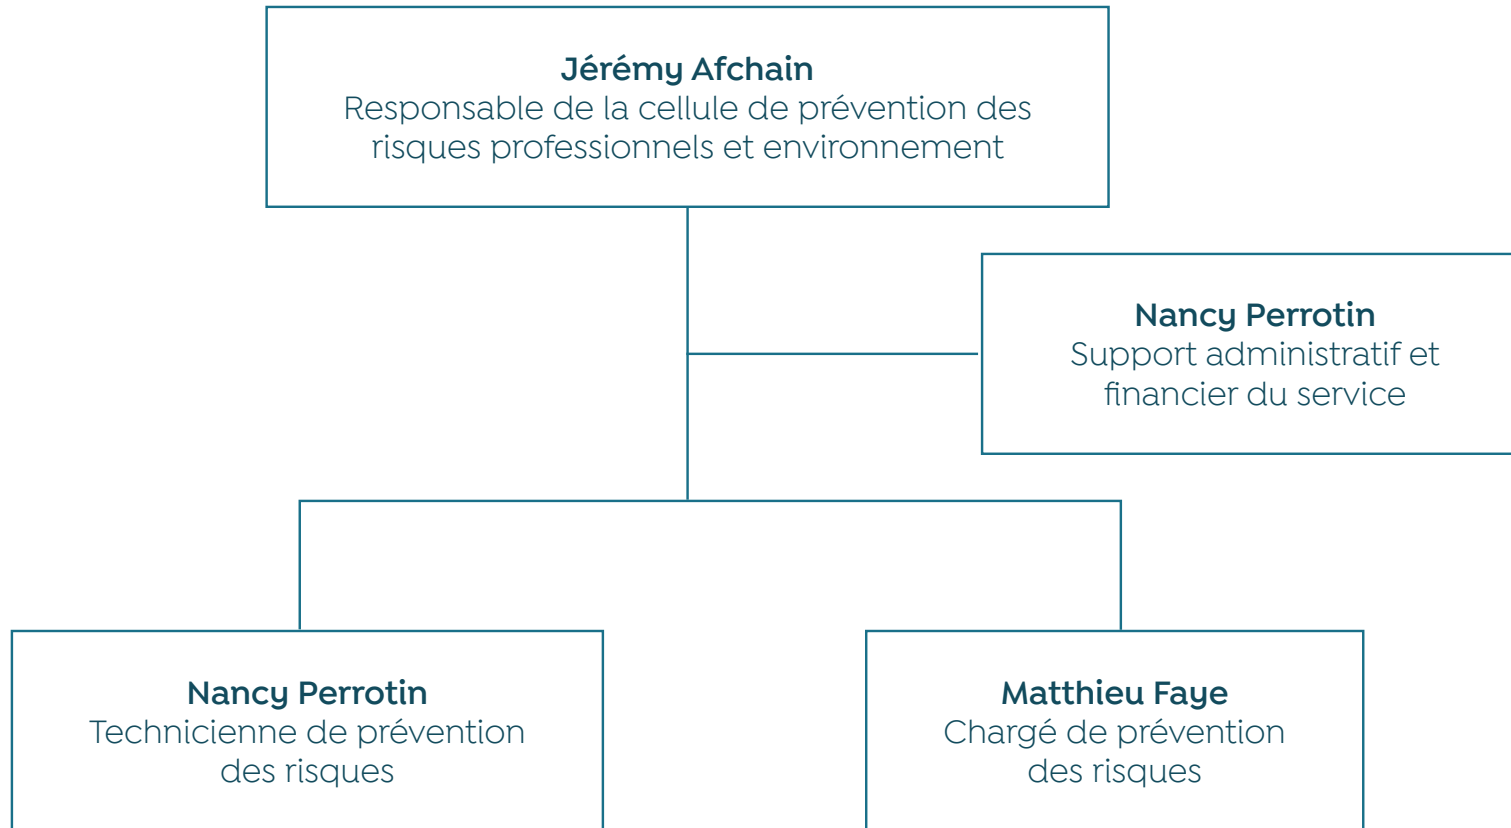 Jérémy Afchain
Responsable de la cellule de prévention des
risques professionnels et environnement
Nancy Perrotin
Support administratif et
financier du service
Nancy Perrotin
Technicienne de prévention
des risques
Matthieu Faye
Chargé de prévention
des risques